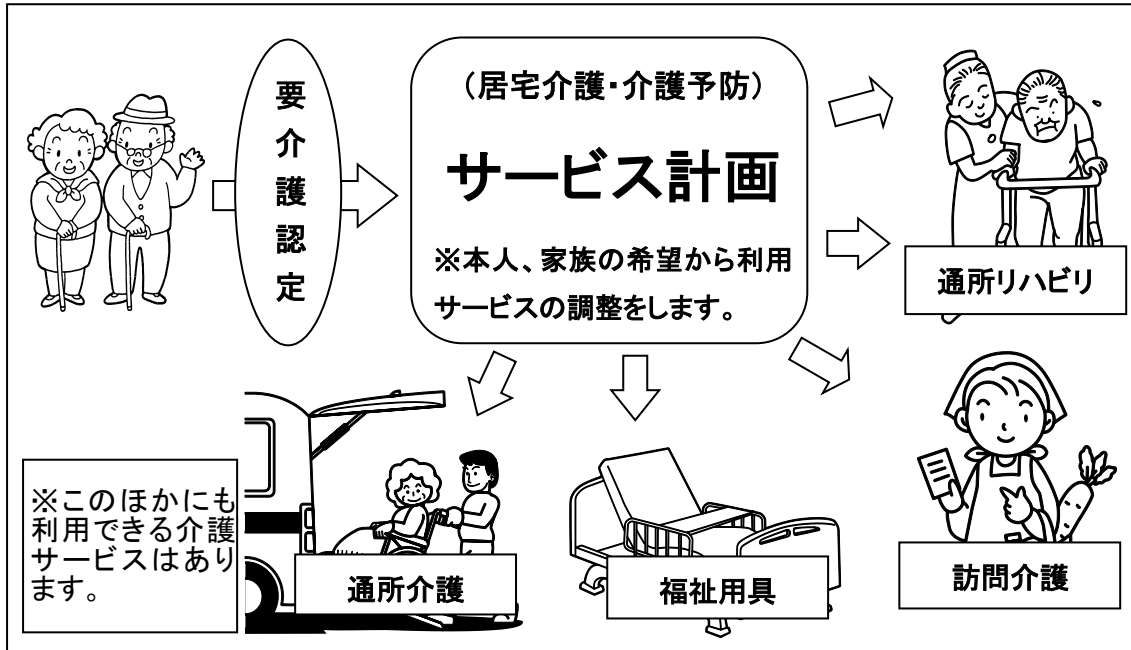 要介護認定
（居宅介護・介護予防）
サービス計画
※本人、家族の希望から利用
サービスの調整をします。
通所リハビリ
訪問介護
福祉用具
通所介護
※このほかにも
利用できる介護
サービスはあり
ます。